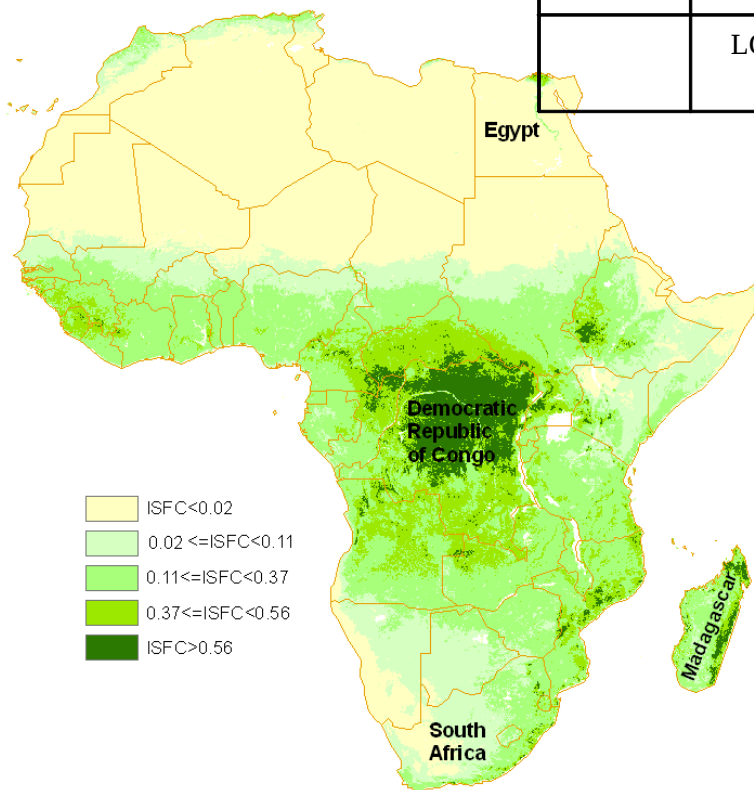 Egypt
Democratic
Republic
of Congo
ISFC<0.02
0.02 <=ISFC<0.11
0.11<=ISFC<0.37
0.37<=ISFC<0.56
ISFC>0.56
Madagascar
South
Africa